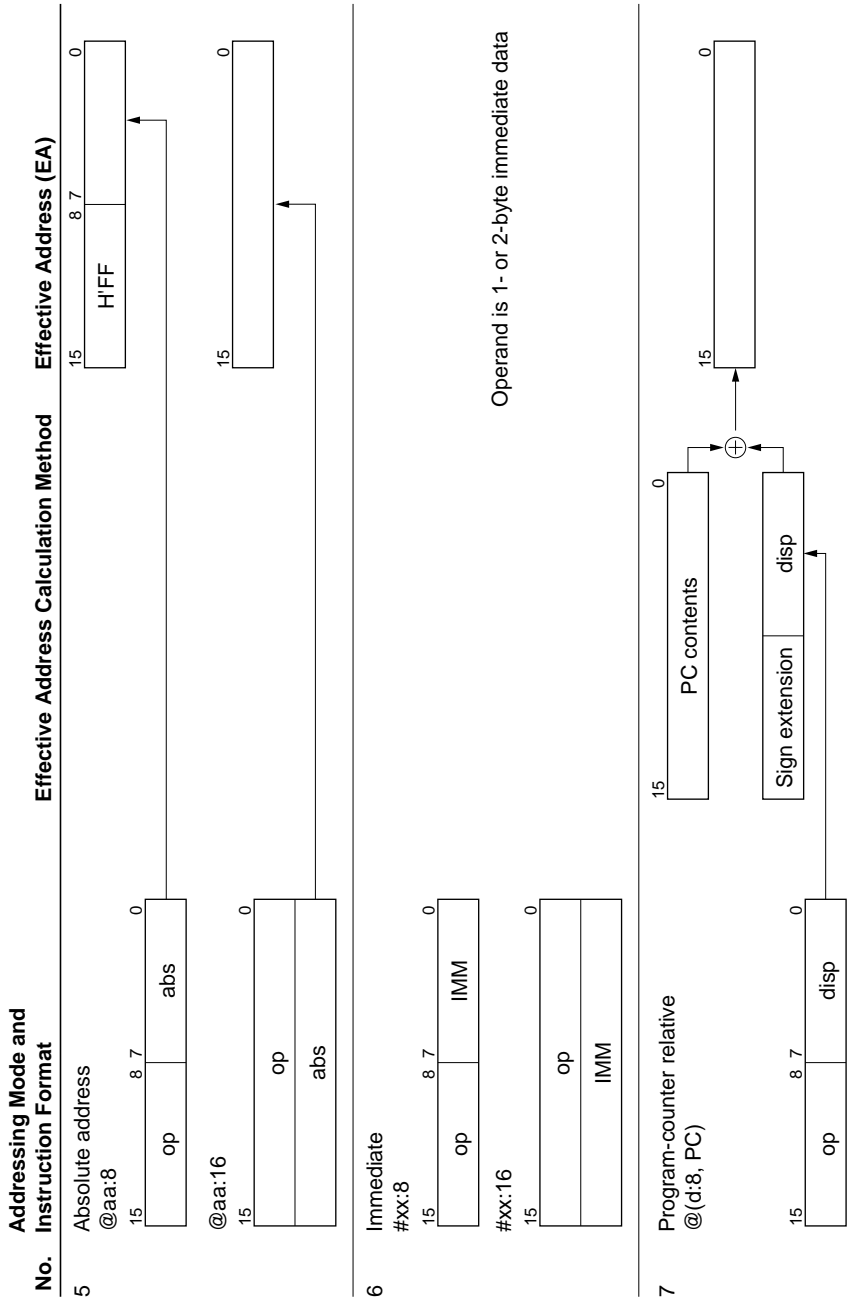 Addressing Mode and
No. Instruction Format Effective Address Calculation Method Effective Address (EA)
5 Absolute address
@aa:8
15 8 7 0
op abs
15 8 7 0
H'FF
@aa:16
15 0
op
abs
15 0
6 Immediate
#xx:8
15 8 7 0
op IMM
Operand is 1- or 2-byte immediate data
#xx:16
15 0
op
IMM
7 Program-counter relative
@(d:8, PC)
15 0
PC contents
15 0
Sign extension disp
15 8 7 0
op disp